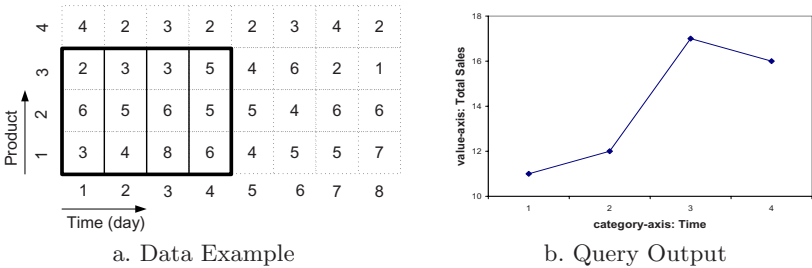 4 4 2 3 2 2 3 4 2
3 2 3 3 5 4 6 2 1
2 6 5 6 5 5 4 6 6
1 3 4 8 6 4 5 5 7
1 2 3 4 5 6 7 8
Product
Time (day)
a. Data Example
18
16
14
12
10
value-axis: Total Sales
1 2 3 4
category-axis: Time
b. Query Output